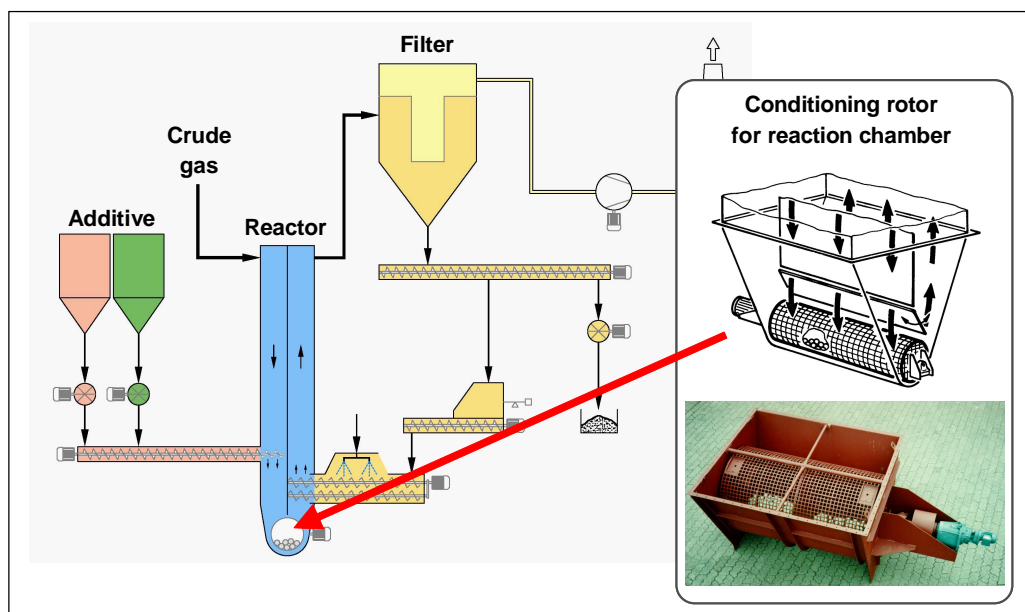 Filter
Crude
gas
Additive
Reactor
Conditioning rotor
for reaction chamber